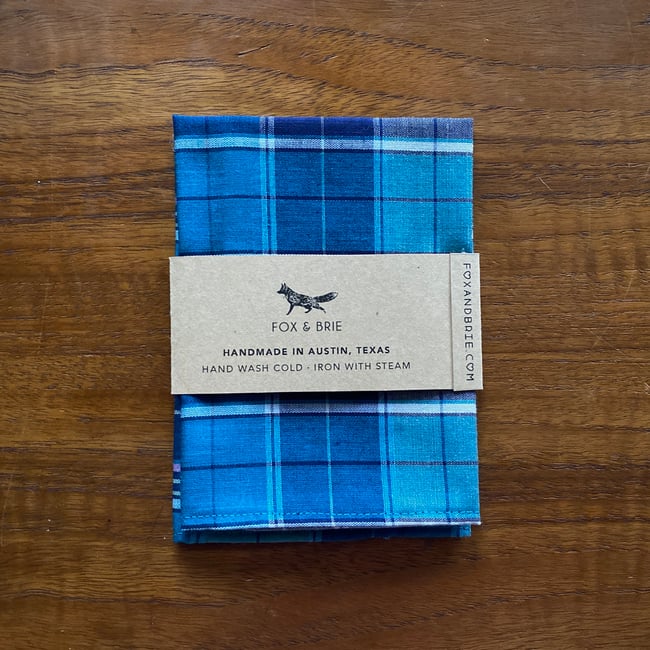 FOX & BRIE
HANDMADE IN AUSTIN, TEXAS
HAND WASH COLD - IRON WITH STEAM
FOXANDBRIE.COM